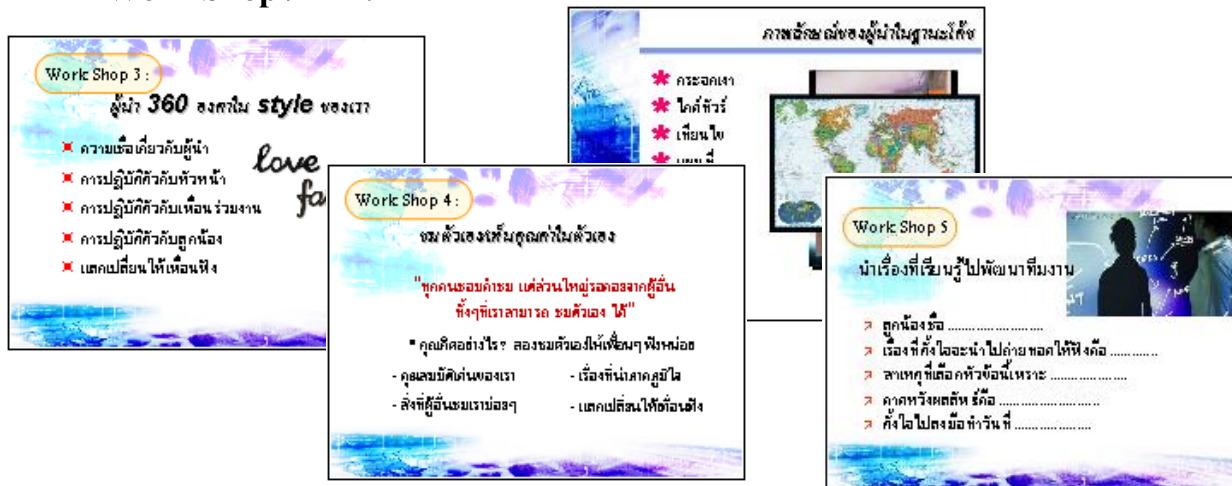 Work Shop 3 :
ผู้นำ 360 องศาใน style ของเรา
ความเชื่อเกี่ยวกับผู้นำ
การปฏิบัติตัวกับหัวหน้า
การปฏิบัติตัวกับเพื่อนร่วมงาน
การปฏิบัติตัวกับลูกน้อง
แลกเปลี่ยนให้เพื่อนฟัง
love
ภาพลักษณ์ของผู้นำในฐานะโค้ช
กระจกเงา
ไกด์ทัวร์
เทียนไข
Work Shop 4 :
ชมตัวเองเห็นคุณค่าในตัวเอง
"ทุกคนชอบคำชม แต่ส่วนใหญ่รอคอยจากผู้อื่น
ทั้งๆที่เราสามารถ ชมตัวเอง ได้"
คุณคิดอย่างไร? ลองชมตัวเองให้เพื่อนๆ ฟังหน่อย
- คุณสมบัติเด่นของเรา
- เรื่องที่น่าภาคภูมิใจ
- สิ่งที่ผู้อื่นชมเราบ่อยๆ
- แลกเปลี่ยนให้เพื่อนฟัง
Work Shop 5
นำเรื่องที่เรียนรู้ไปพัฒนาทีมงาน
ลูกน้องชื่อ ........................
เรื่องที่ตั้งใจจะนำไปถ่ายทอดให้ฟังคือ ............
สาเหตุที่เลือกหัวข้อนี้เพราะ ...................
คาดหวังผลลัพธ์คือ .........................
ตั้งใจไปลงมือทำวันที่ ...................